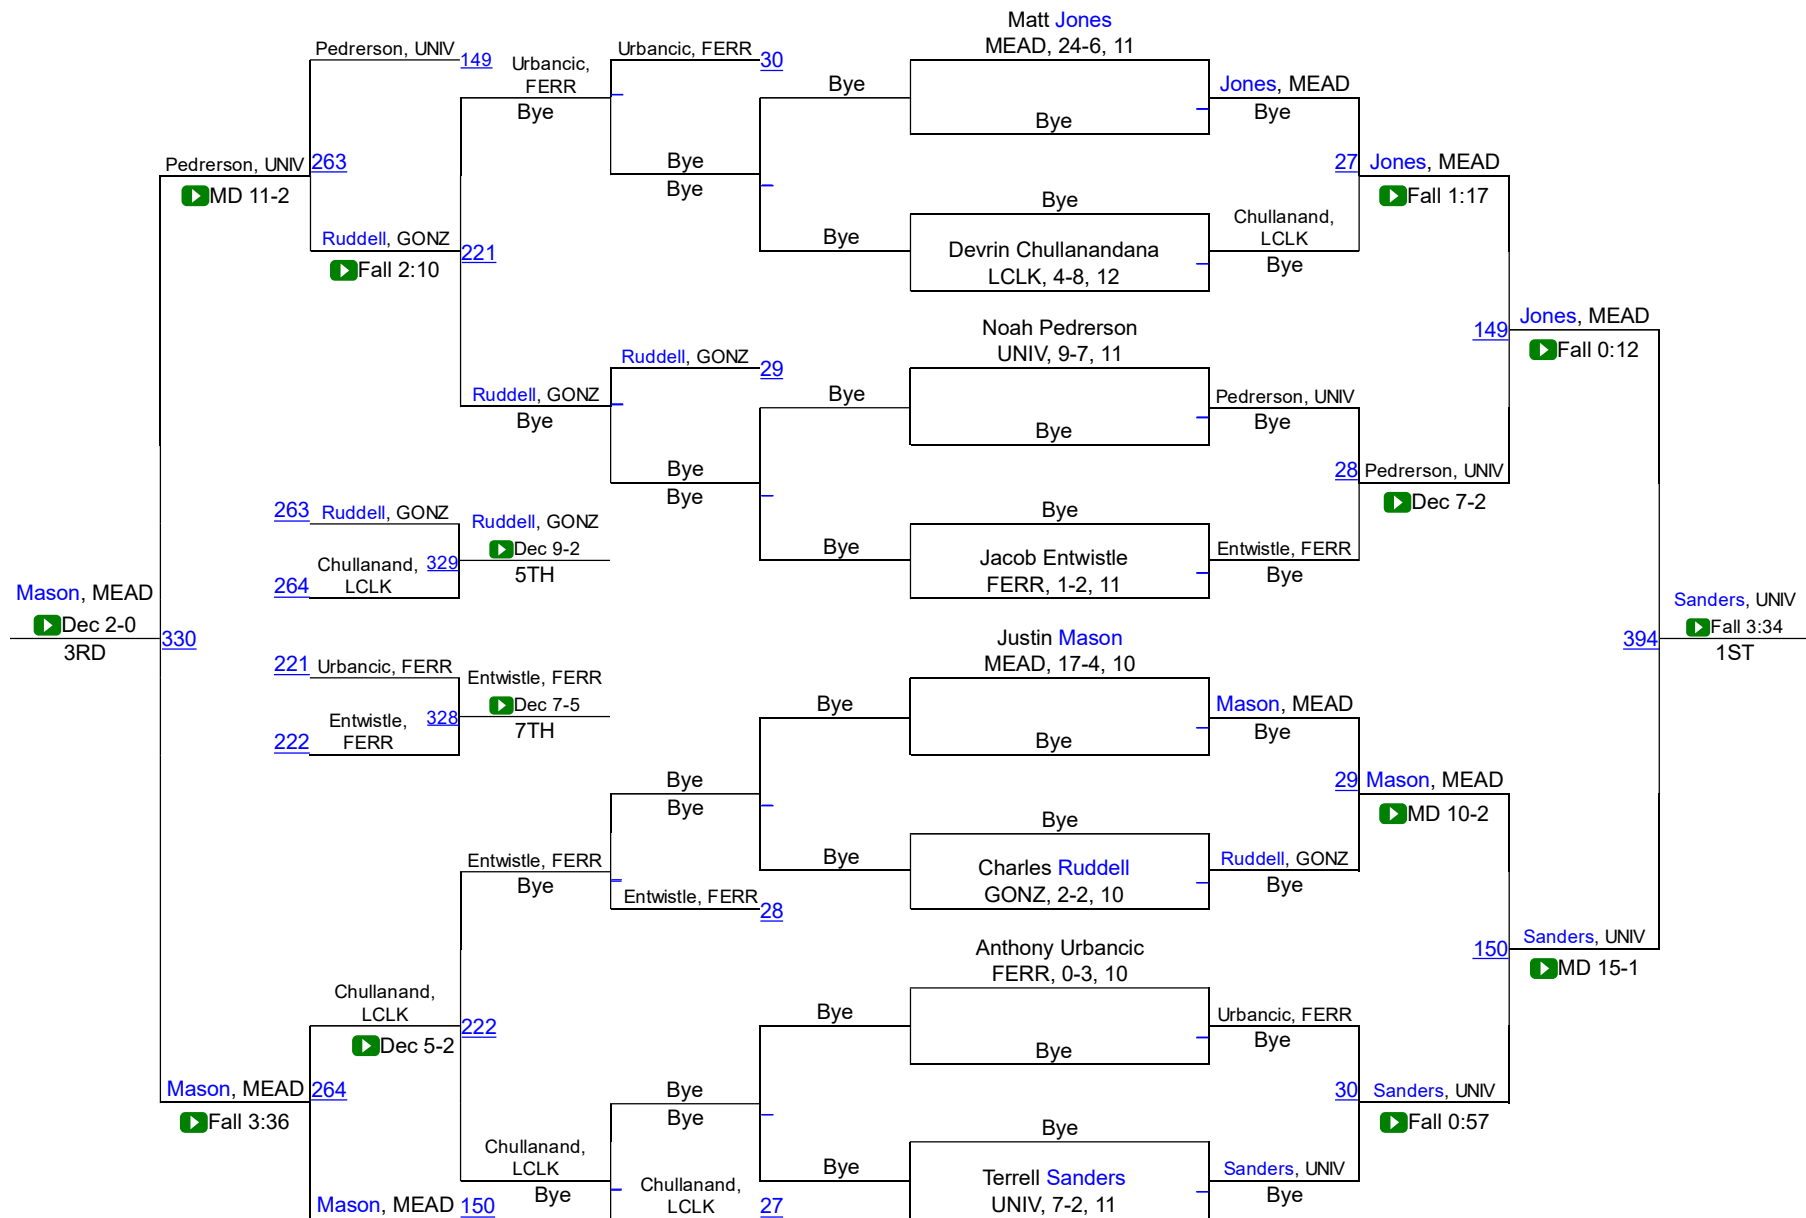 Matt Jones
MEAD, 24-6, 11
Pedrerson, UNIV
149
Urbancic,
FERR
Bye
Urbancic, FERR
30
Bye
Bye
Jones, MEAD
Bye
Pedrerson, UNIV
263
MD 11-2
Bye
Bye
27
Jones, MEAD
Fall 1:17
Bye
Chullanand,
LCLK
Bye
Ruddell, GONZ
221
Fall 2:10
Bye
Devrin Chullanandana
LCLK, 4-8, 12
Noah Pedrerson
UNIV, 9-7, 11
149
Jones, MEAD
Fall 0:12
Ruddell, GONZ
29
Ruddell, GONZ
Bye
Bye
Bye
Pedrerson, UNIV
Bye
Bye
Bye
28
Pedrerson, UNIV
Dec 7-2
263
Ruddell, GONZ
Chullanand,
LCLK
264
329
Ruddell, GONZ
Dec 9-2
5TH
Bye
Bye
Jacob Entwistle
FERR, 1-2, 11
Entwistle, FERR
Bye
Mason, MEAD
Dec 2-0
3RD
330
Justin Mason
MEAD, 17-4, 10
394
Sanders, UNIV
Fall 3:34
1ST
221
Urbancic, FERR
Entwistle,
FERR
222
328
Entwistle, FERR
Dec 7-5
7TH
Bye
Bye
Mason, MEAD
Bye
Bye
Bye
29
Mason, MEAD
MD 10-2
Entwistle, FERR
Bye
Bye
Bye
Charles Ruddell
GONZ, 2-2, 10
Ruddell, GONZ
Bye
Entwistle, FERR
28
Anthony Urbancic
FERR, 0-3, 10
150
Sanders, UNIV
MD 15-1
Chullanand,
LCLK
222
Dec 5-2
Bye
Bye
Urbancic, FERR
Bye
Mason, MEAD
264
Fall 3:36
Bye
Bye
30
Sanders, UNIV
Fall 0:57
Chullanand,
LCLK
Bye
Bye
Bye
Terrell Sanders
UNIV, 7-2, 11
Sanders, UNIV
Bye
Mason, MEAD
150
Chullanand,
LCLK
27